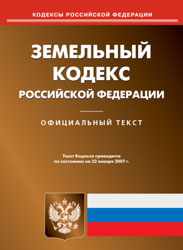 КОДЕКСЫ РОССИЙСКОЙ ФЕДЕРАЦИИ
ЗЕМЕЛЬНЫЙ
КОДЕКС
РОССИЙСКОЙ ФЕДЕРАЦИИ
ОФИЦИАЛЬНЫЙ ТЕКСТ
Текст Кодекса приводится
по состоянию на 22 января 2007 г.